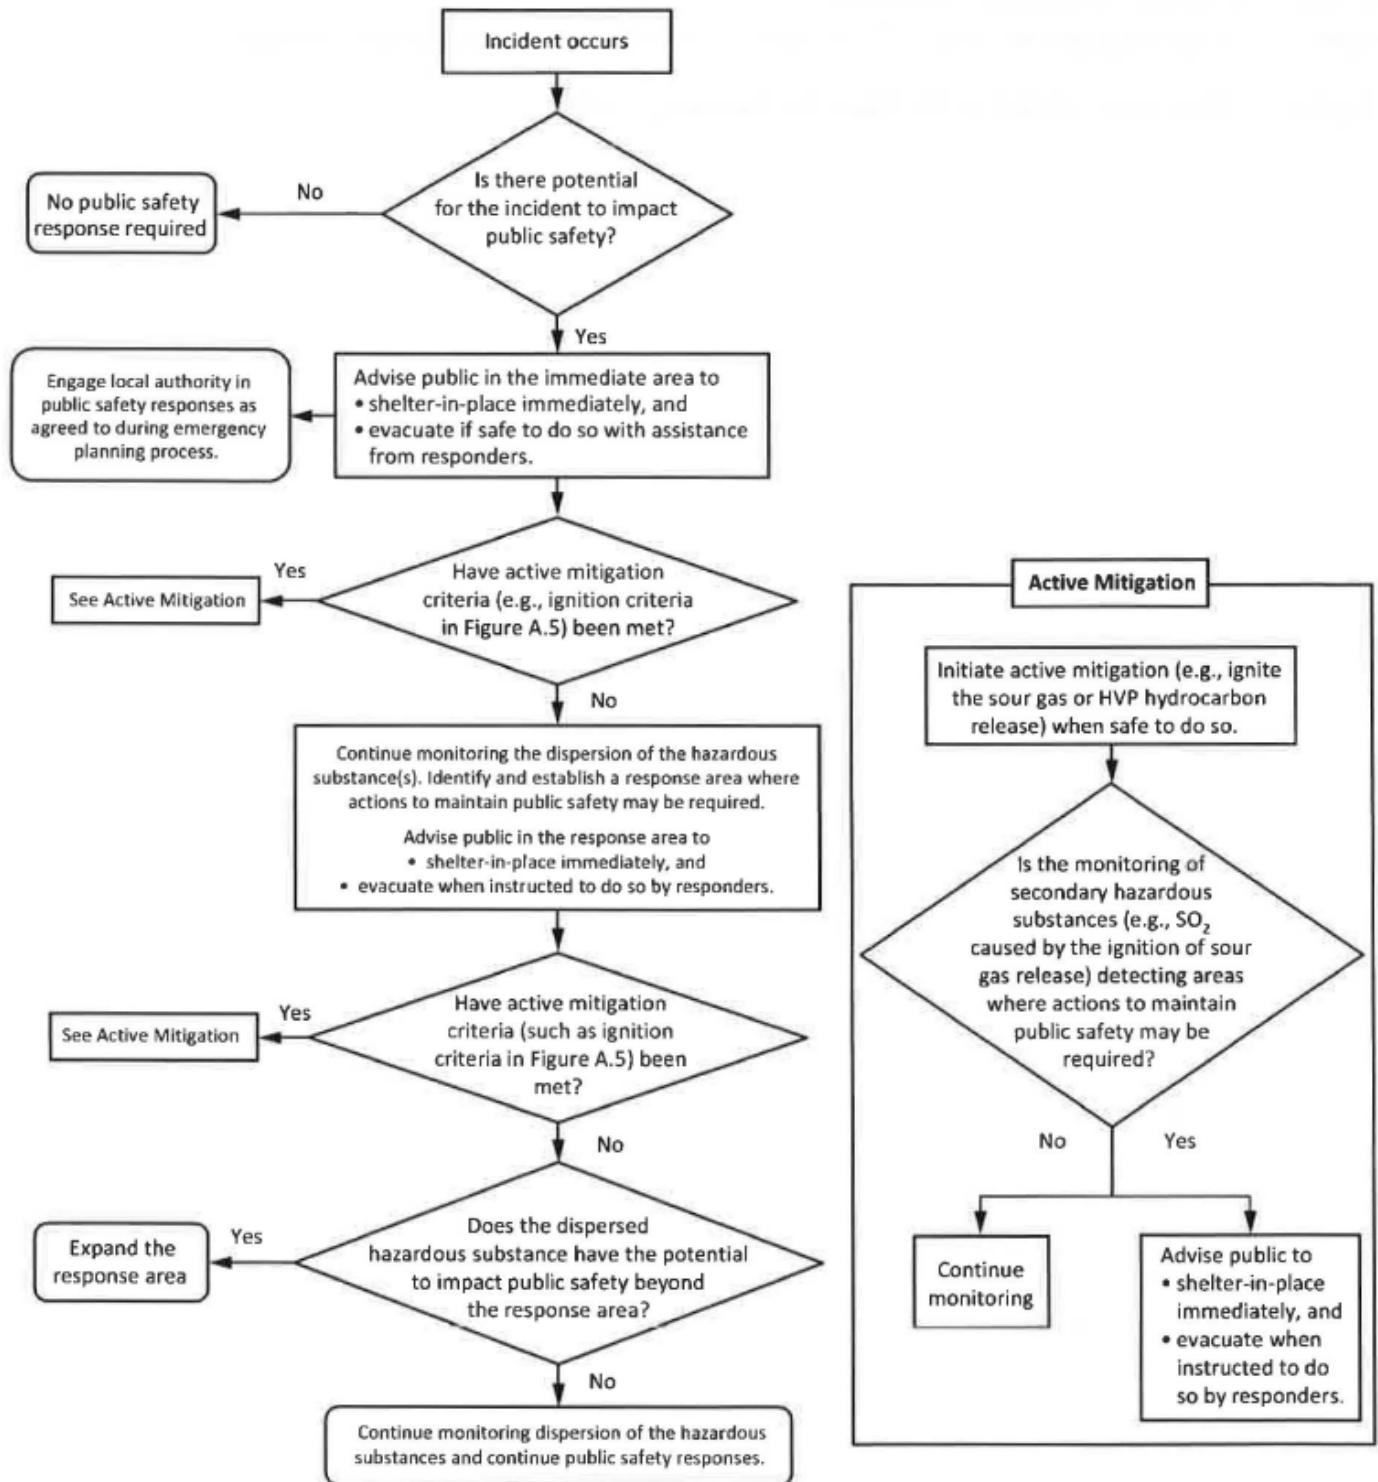 Incident occurs
Is there potential
for the incident to impact
public safety?
No
No public safety
response required
Yes
Advise public in the immediate area to
• shelter-in-place immediately, and
• evacuate if safe to do so with assistance
from responders.
Engage local authority in
public safety responses as
agreed to during emergency
planning process.
Have active mitigation
criteria (e.g., ignition criteria
in Figure A.5) been met?
Yes
See Active Mitigation
No
Continue monitoring the dispersion of the hazardous
substance(s). Identify and establish a response area where
actions to maintain public safety may be required.
Advise public in the response area to
• shelter-in-place immediately, and
• evacuate when instructed to do so by responders.
Have active mitigation
criteria (such as ignition
criteria in Figure A.5) been
met?
Yes
See Active Mitigation
No
Does the dispersed
hazardous substance have the potential
to impact public safety beyond
the response area?
Yes
Expand the
response area
No
Continue monitoring dispersion of the hazardous
substances and continue public safety responses.
Active Mitigation
Initiate active mitigation (e.g., ignite
the sour gas or HVP hydrocarbon
release) when safe to do so.
Is the monitoring of
secondary hazardous
substances (e.g., SO₂
caused by the ignition of sour
gas release) detecting areas
where actions to maintain
public safety may be
required?
No
Yes
Continue
monitoring
Advise public to
• shelter-in-place
immediately, and
• evacuate when
instructed to do
so by responders.